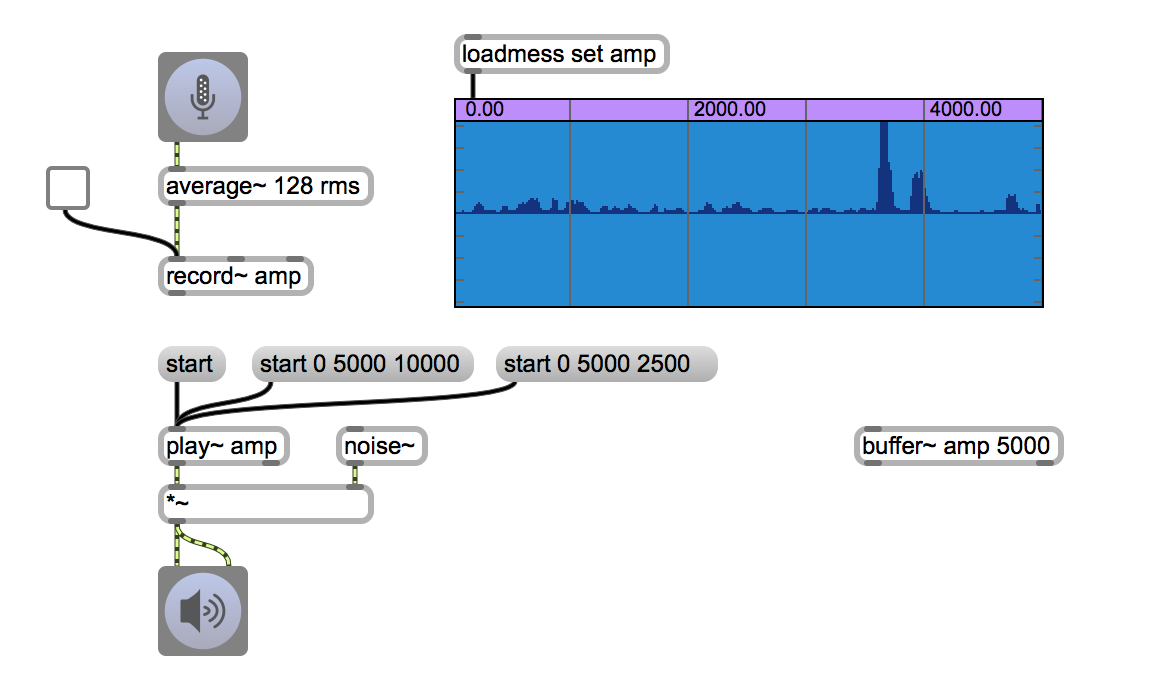 loadmess set amp
0.00 2000.00 4000.00
average~ 128 rms
record~ amp
start
start 0 5000 10000
start 0 5000 2500
play~ amp
noise~
buffer~ amp 5000
*~